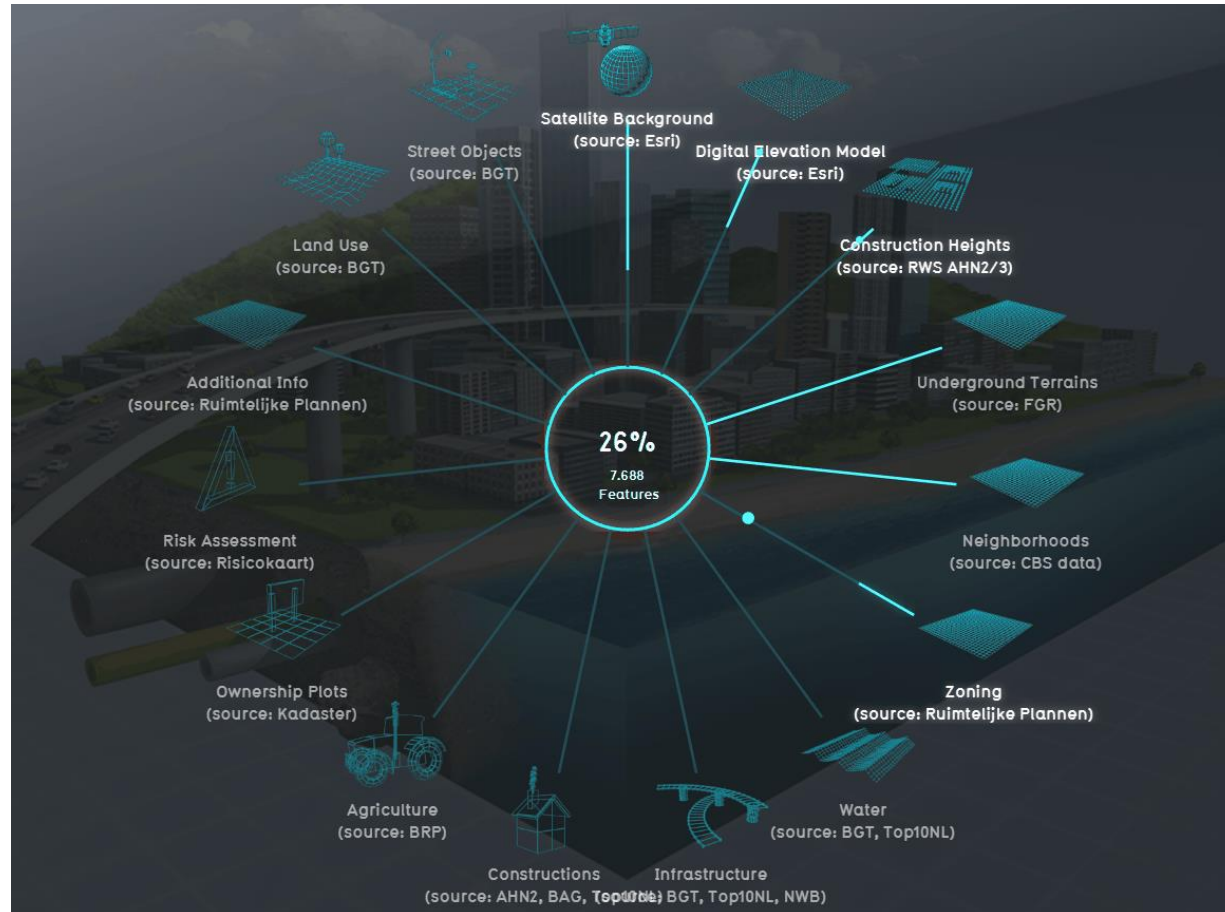 Satellite Background
(source: Esri)
Street Objects
(source: BGT)
Digital Elevation Model
(source: Esri)
Land Use
(source: BGT)
Construction Heights
(source: RWS AHN2/3)
Additional Info
(source: Ruimtelijke Plannen)
Underground Terrains
(source: FGR)
26%
7.688
Features
Risk Assessment
(source: Risicokaart)
Neighborhoods
(source: CBS data)
Ownership Plots
(source: Kadaster)
Zoning
(source: Ruimtelijke Plannen)
Agriculture
(source: BRP)
Water
(source: BGT, Top10NL)
Constructions
(source: AHN2, BAG, Top10NL)
Infrastructure
(source: BGT, Top10NL, NWB)